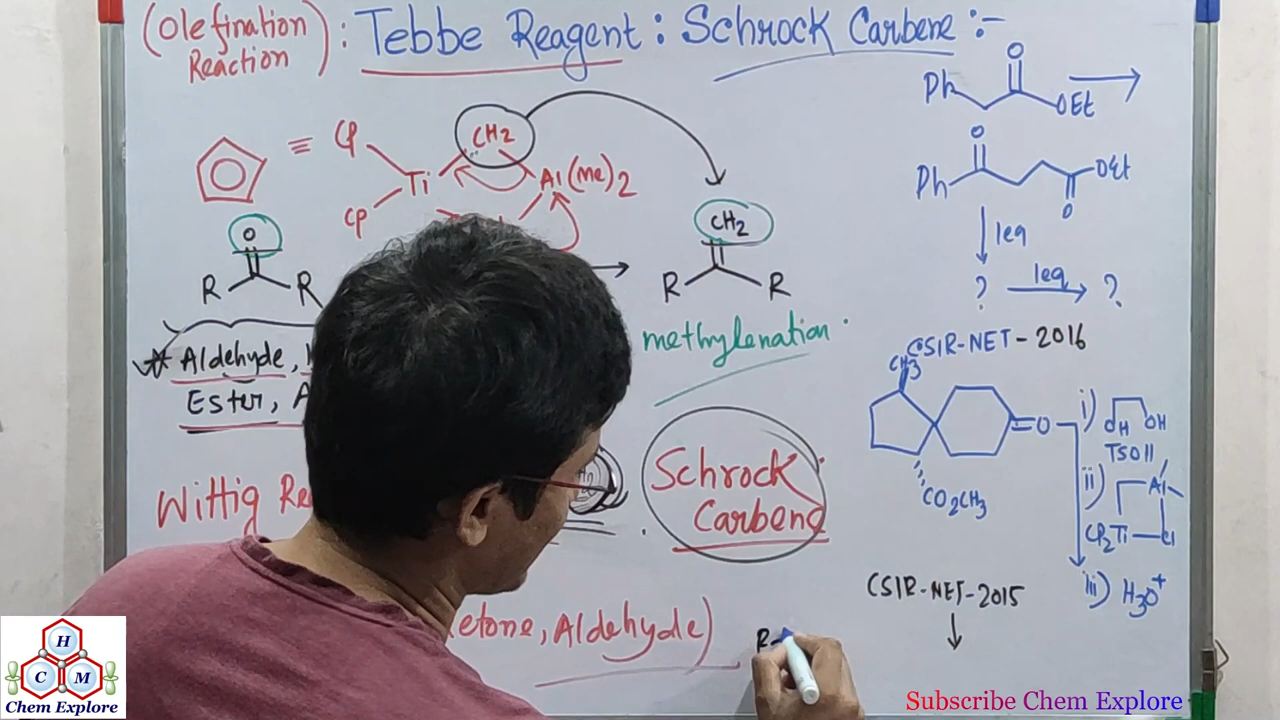 (Olefination Reaction) : Tebbe Reagent : Schrock Carbene :-
Cp
CH2
Ti
Al(me)2
Cp
O
R
R
CH2
R
R
methylenation
Aldehyde,
Ester, A
Wittig Re
Schrock
Carbene
etone, Aldehyde)
R-
Ph
O
OEt
O
Ph
OEt
O
1eq
?
1eq
?
CSIR-NET-2016
CH3
O
CO2CH3
i) OH OH
TsOH
ii) Al
Cp2Ti Cl
iii) H3O+
CSIR-NET-2015
H
C M
Chem Explore
Subscribe Chem Explore